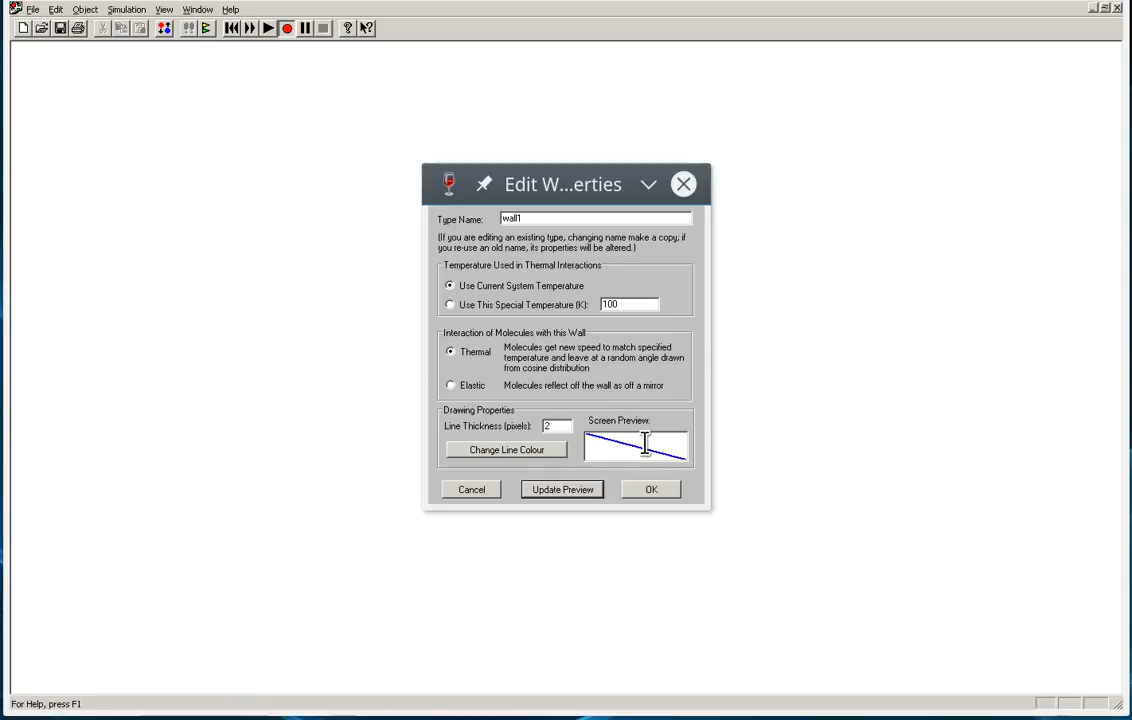 File Edit Object Simulation View Window Help
Edit W...erties
Type Name: wall1
(If you are editing an existing type, changing name make a copy; if
you re-use an old name, its properties will be altered.)
Temperature Used in Thermal Interactions
Use Current System Temperature
Use This Special Temperature (K): 100
Interaction of Molecules with this Wall
Thermal Molecules get new speed to match specified
temperature and leave at a random angle drawn
from cosine distribution
Elastic Molecules reflect off the wall as off a mirror
Drawing Properties
Line Thickness (pixels): 2 Screen Preview:
Change Line Colour
Cancel Update Preview OK
For Help, press F1